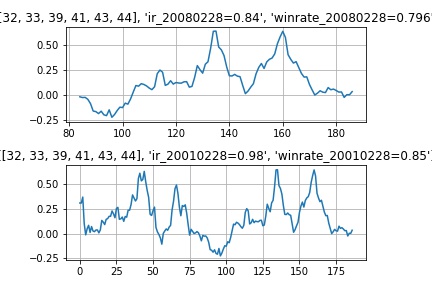 [32, 33, 39, 41, 43, 44], 'ir_20080228=0.84', 'winrate_20080228=0.796'
0.50
0.25
0.00
−0.25
80 100 120 140 160 180
[[32, 33, 39, 41, 43, 44], 'ir_20010228=0.98', 'winrate_20010228=0.85']
0.50
0.25
0.00
−0.25
0 25 50 75 100 125 150 175